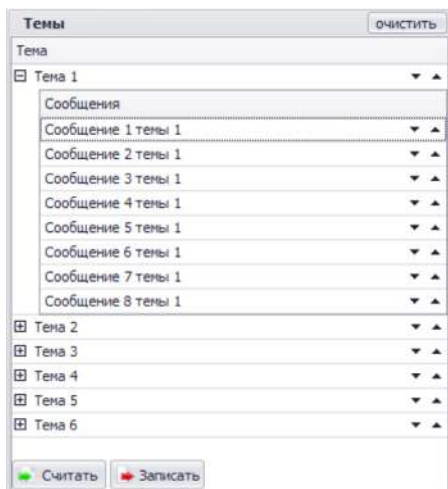 Темы очистить
Тема
Тема 1
Сообщения
Сообщение 1 темы 1
Сообщение 2 темы 1
Сообщение 3 темы 1
Сообщение 4 темы 1
Сообщение 5 темы 1
Сообщение 6 темы 1
Сообщение 7 темы 1
Сообщение 8 темы 1
Тема 2
Тема 3
Тема 4
Тема 5
Тема 6
Считать Записать